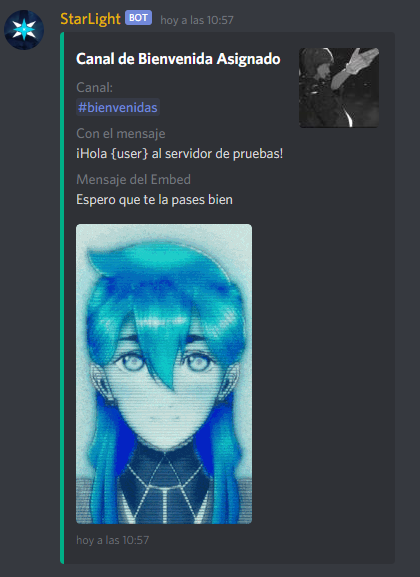 StarLight BOT hoy a las 10:57
Canal de Bienvenida Asignado
Canal:
#bienvenidas
Con el mensaje
¡Hola {user} al servidor de pruebas!
Mensaje del Embed
Espero que te la pases bien
hoy a las 10:57